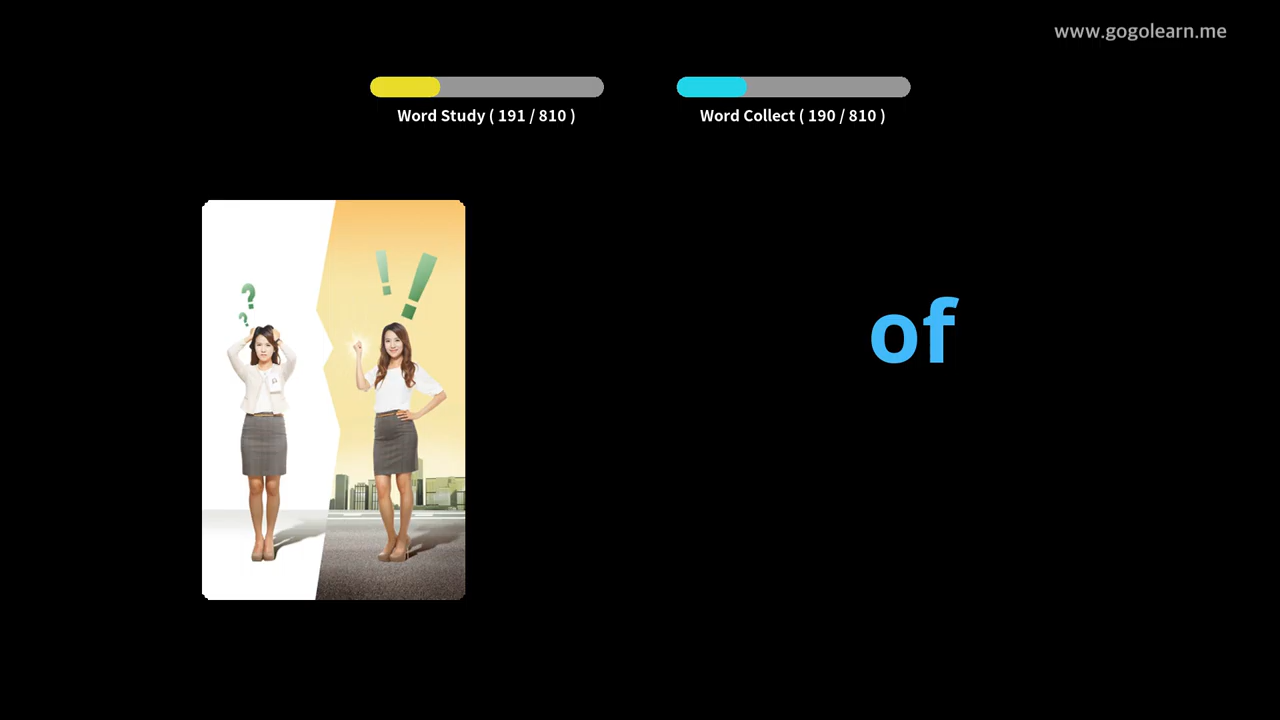 www.gogolearn.me
Word Study ( 191 / 810 )
Word Collect ( 190 / 810 )
? ?
! !
of